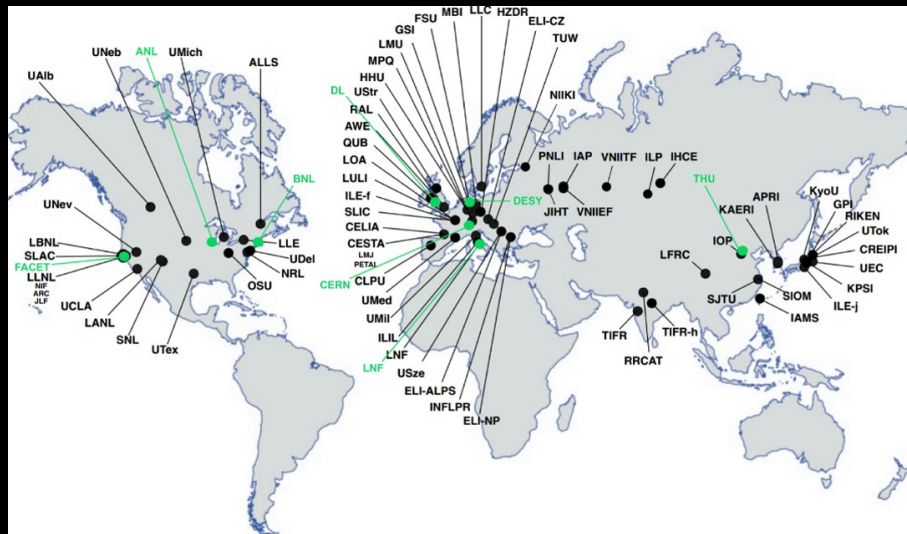 UAlb
UNeb
ANL
UMich
ALLS
BNL
UNev
LBNL
SLAC
FACET
LLNL
NIF
ARC
JLF
UCLA
LANL
SNL
UTex
OSU
NRL
UDel
LLE
DL
FSU
MBI
LLC
HZDR
ELI-CZ
TUW
GSI
LMU
MPQ
HHU
UStr
RAL
AWE
QUB
LOA
LULI
ILE-f
SLIC
CELIA
CESTA
LMJ
PETAL
CLPU
CERN
UMed
UMil
ILIL
LNF
LNF
USze
ELI-ALPS
INFLPR
ELI-NP
DESY
NIIKI
PNLI
IAP
VNIITF
ILP
IHCE
JIHT
VNIIEF
THU
KAERI
APRI
KyoU
GPI
RIKEN
UTok
CREIPI
UEC
KPSI
ILE-j
IOP
LFRC
SJTU
SIOM
IAMS
TIFR
TIFR-h
RRCAT